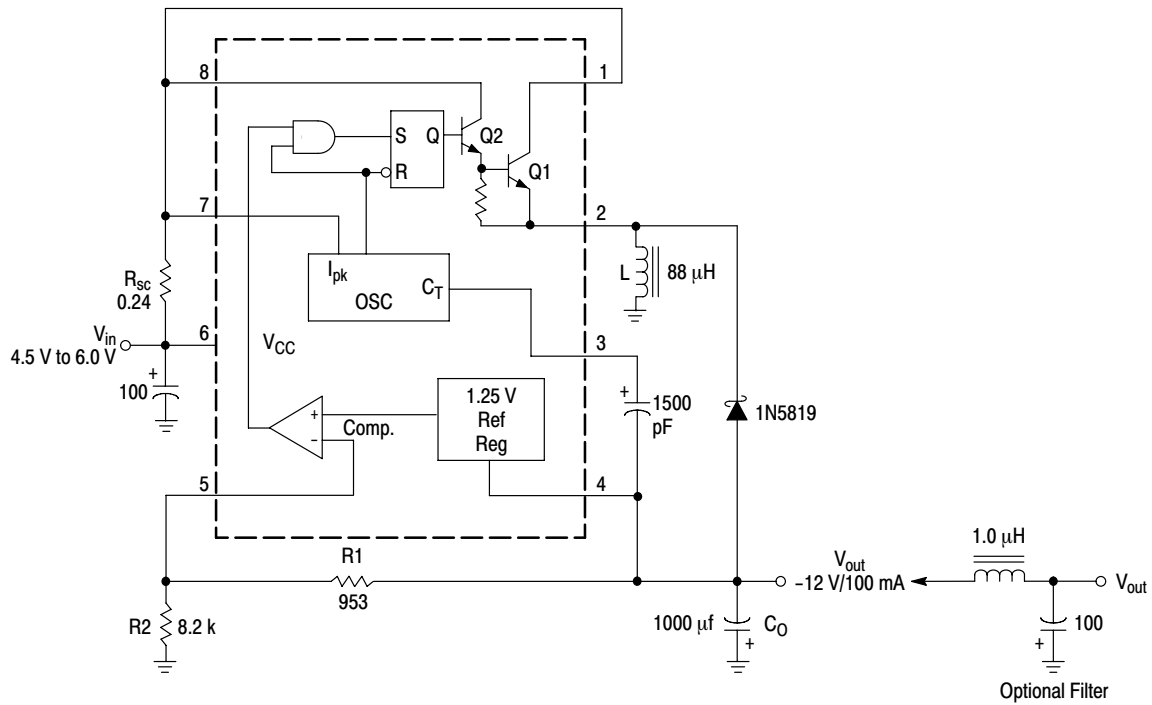 8
1
S
Q
Q2
R
Q1
7
2
Ipk
CT
OSC
L
88 μH
Rsc
0.24
6
3
Vin
4.5 V to 6.0 V
VCC
+
100
+
1500
pF
1N5819
1.25 V
Ref
Reg
+
–
Comp.
5
4
R1
953
1.0 μH
Vout
–12 V/100 mA
Vout
R2
8.2 k
1000 μf
CO
+
100
+
Optional Filter